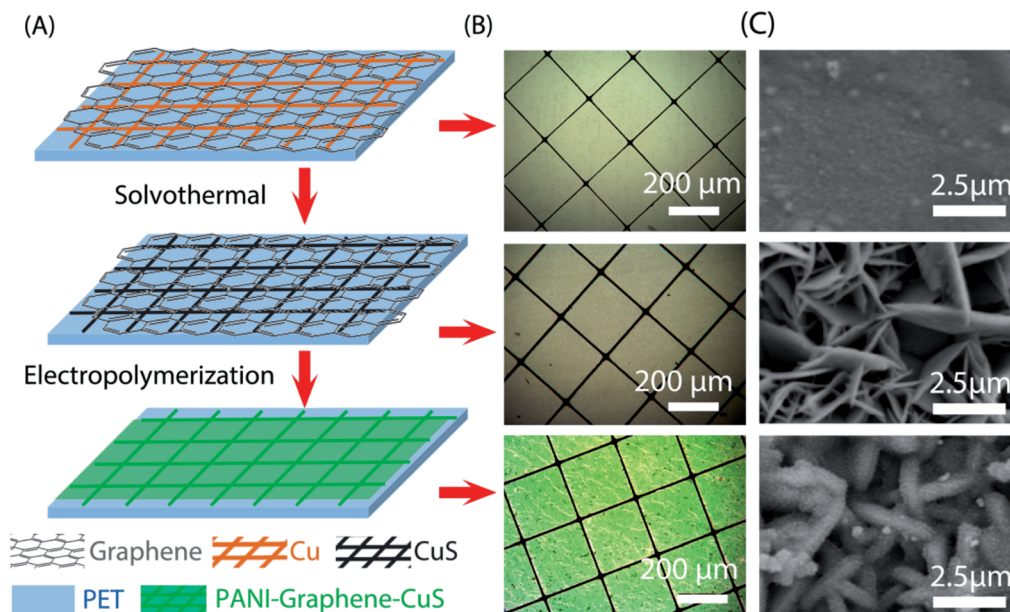 (A)
Solvothermal
Electropolymerization
Graphene Cu CuS
PET PANI-Graphene-CuS
(B)
200 μm
200 μm
200 μm
(C)
2.5μm
2.5μm
2.5μm